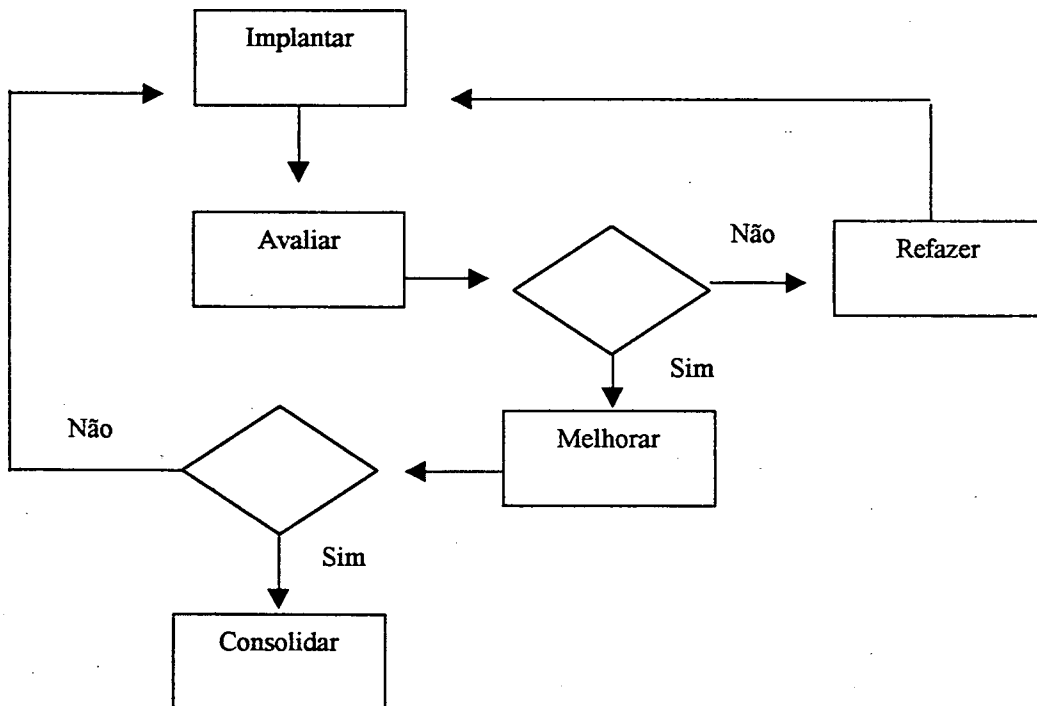 Implantar
Avaliar
Não
Refazer
Sim
Melhorar
Não
Sim
Consolidar